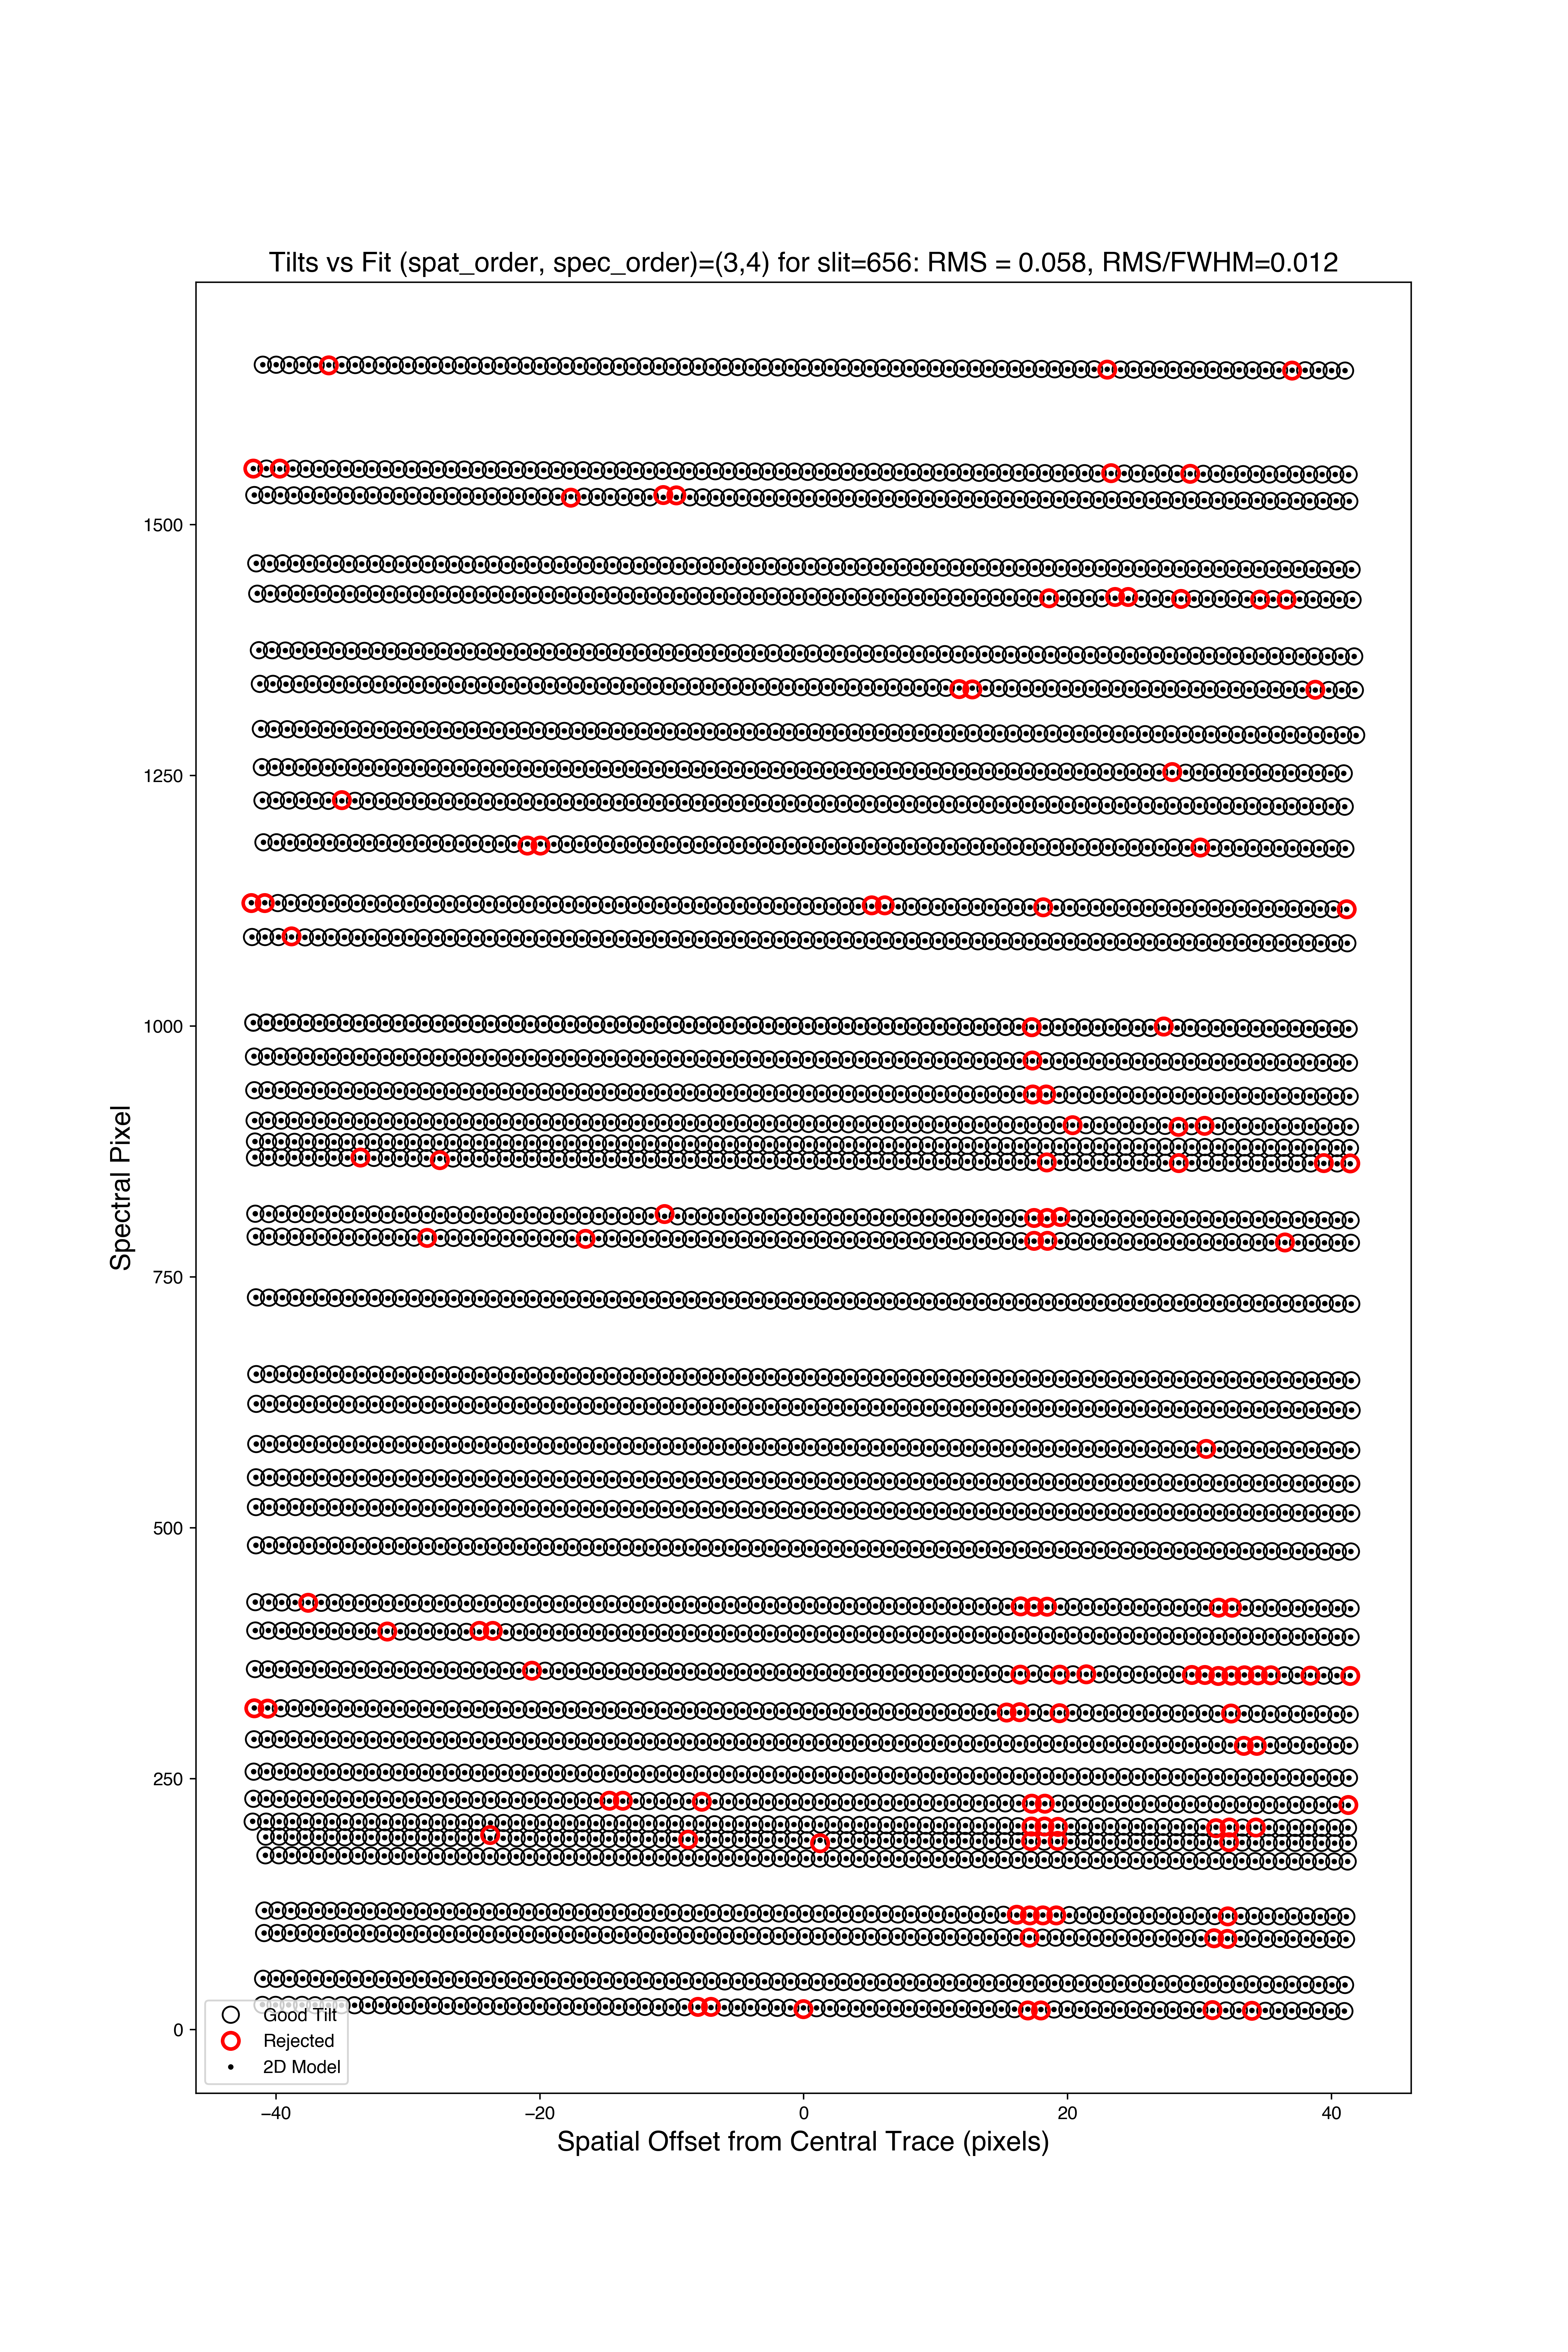 Tilts vs Fit (spat_order, spec_order)=(3,4) for slit=656: RMS = 0.058, RMS/FWHM=0.012
1500
1250
1000
750
500
250
0
Spectral Pixel
Good Tilt
Rejected
2D Model
−40
−20
0
20
40
Spatial Offset from Central Trace (pixels)